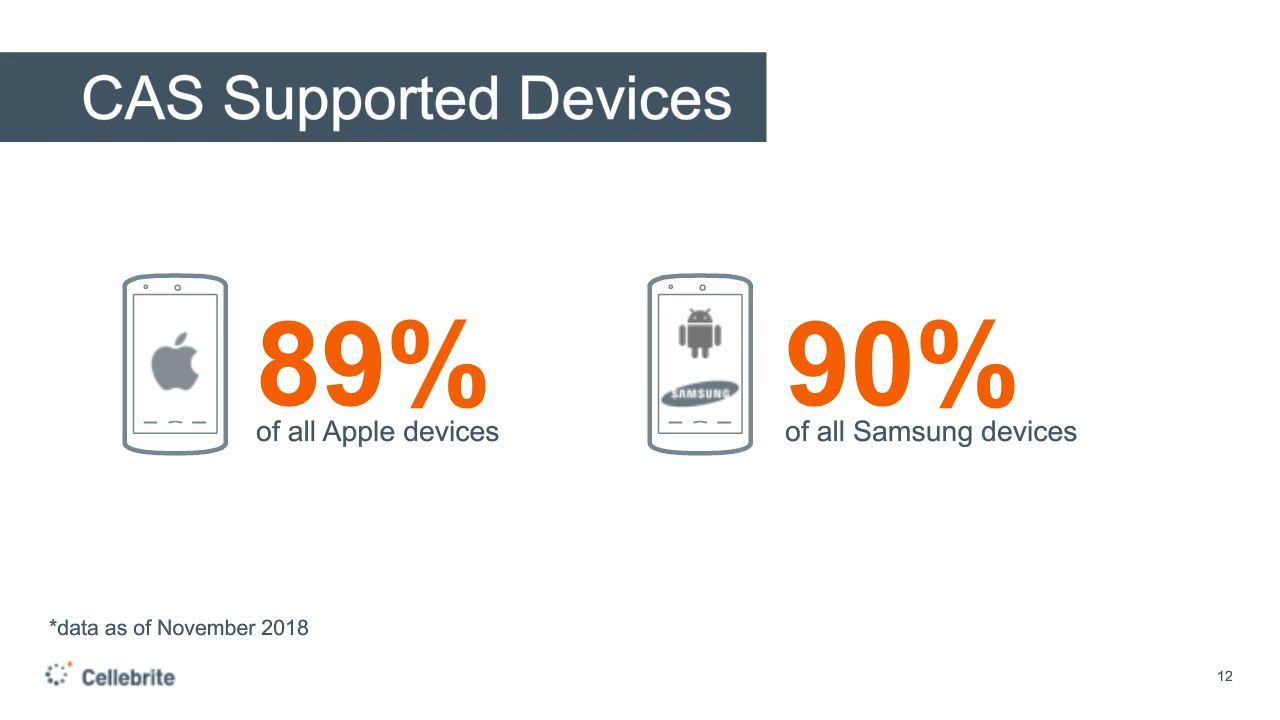 CAS Supported Devices
89%
of all Apple devices
SAMSUNG
90%
of all Samsung devices
*data as of November 2018
Cellebrite
12